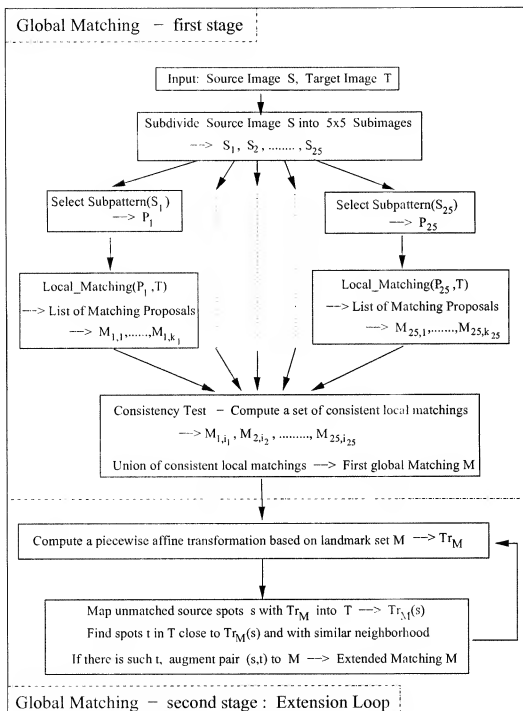 Global Matching - first stage
Input: Source Image S, Target Image T
Subdivide Source Image S into 5x5 Subimages
--> S1, S2, ........, S25
Select Subpattern(S1)
--> P1
Select Subpattern(S25)
--> P25
Local_Matching(P1,T)
--> List of Matching Proposals
--> M1,1,......,M1,k1
Local_Matching(P25,T)
--> List of Matching Proposals
--> M25,1,.......,M25,k25
Consistency Test - Compute a set of consistent local matchings
--> M1,i1, M2,i2, ........., M25,i25
Union of consistent local matchings --> First global Matching M
Compute a piecewise affine transformation based on landmark set M --> TrM
Map unmatched source spots s with TrM into T --> TrM(s)
Find spots t in T close to TrM(s) and with similar neighborhood
If there is such t, augment pair (s,t) to M --> Extended Matching M
Global Matching - second stage : Extension Loop